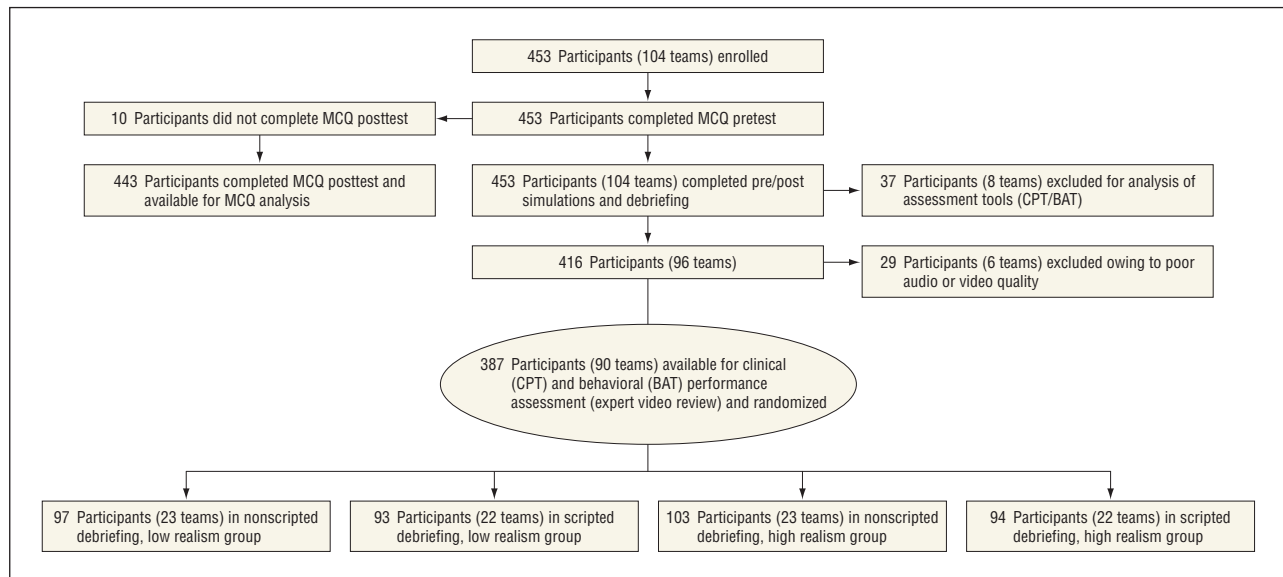 453 Participants (104 teams) enrolled
10 Participants did not complete MCQ posttest
453 Participants completed MCQ pretest
443 Participants completed MCQ posttest and
available for MCQ analysis
453 Participants (104 teams) completed pre/post
simulations and debriefing
37 Participants (8 teams) excluded for analysis of
assessment tools (CPT/BAT)
416 Participants (96 teams)
29 Participants (6 teams) excluded owing to poor
audio or video quality
387 Participants (90 teams) available for clinical
(CPT) and behavioral (BAT) performance
assessment (expert video review) and randomized
97 Participants (23 teams) in nonscripted
debriefing, low realism group
93 Participants (22 teams) in scripted
debriefing, low realism group
103 Participants (23 teams) in nonscripted
debriefing, high realism group
94 Participants (22 teams) in scripted
debriefing, high realism group